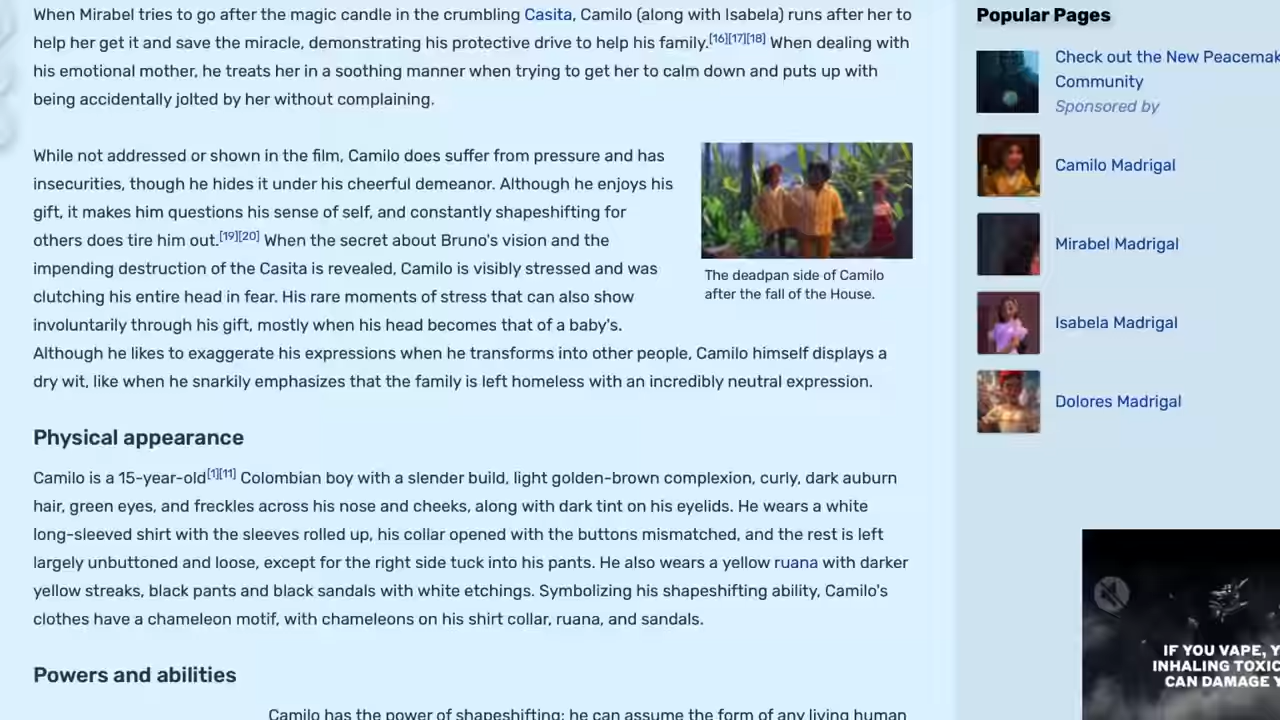 When Mirabel tries to go after the magic candle in the crumbling Casita, Camilo (along with Isabela) runs after her to
help her get it and save the miracle, demonstrating his protective drive to help his family.[16][17][18] When dealing with
his emotional mother, he treats her in a soothing manner when trying to get her to calm down and puts up with
being accidentally jolted by her without complaining.
While not addressed or shown in the film, Camilo does suffer from pressure and has
insecurities, though he hides it under his cheerful demeanor. Although he enjoys his
gift, it makes him questions his sense of self, and constantly shapeshifting for
others does tire him out.[19][20] When the secret about Bruno's vision and the
impending destruction of the Casita is revealed, Camilo is visibly stressed and was
clutching his entire head in fear. His rare moments of stress that can also show
involuntarily through his gift, mostly when his head becomes that of a baby's.
Although he likes to exaggerate his expressions when he transforms into other people, Camilo himself displays a
dry wit, like when he snarkily emphasizes that the family is left homeless with an incredibly neutral expression.
The deadpan side of Camilo
after the fall of the House.
Physical appearance
Camilo is a 15-year-old[1][11] Colombian boy with a slender build, light golden-brown complexion, curly, dark auburn
hair, green eyes, and freckles across his nose and cheeks, along with dark tint on his eyelids. He wears a white
long-sleeved shirt with the sleeves rolled up, his collar opened with the buttons mismatched, and the rest is left
largely unbuttoned and loose, except for the right side tuck into his pants. He also wears a yellow ruana with darker
yellow streaks, black pants and black sandals with white etchings. Symbolizing his shapeshifting ability, Camilo's
clothes have a chameleon motif, with chameleons on his shirt collar, ruana, and sandals.
Powers and abilities
Camilo has the power of shapeshifting; he can assume the form of any living human
Popular Pages
Check out the New Peacemak
Community
Sponsored by
Camilo Madrigal
Mirabel Madrigal
Isabela Madrigal
Dolores Madrigal
IF YOU VAPE, Y
INHALING TOXIC
CAN DAMAGE Y